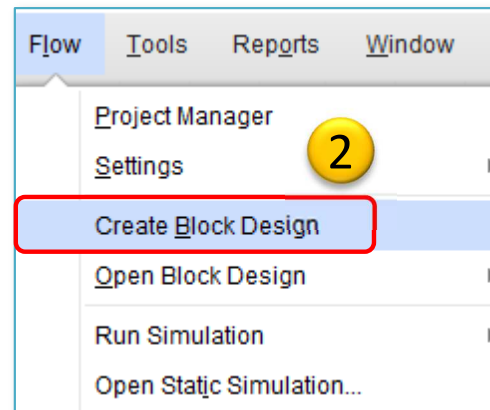 Flow Tools Reports Window
Project Manager
Settings
2
Create Block Design
Open Block Design
Run Simulation
Open Static Simulation...